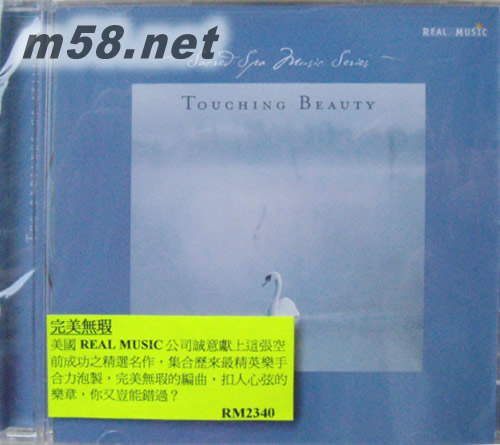 m58.net
REAL MUSIC
Sacred Spa Music Series
TOUCHING BEAUTY
完美無瑕
美國 REAL MUSIC 公司誠意獻上這張空
前成功之精選名作，集合歷來最精英樂手
合力泡製，完美無瑕的編曲，扣人心弦的
樂章，你又豈能錯過？
RM2340